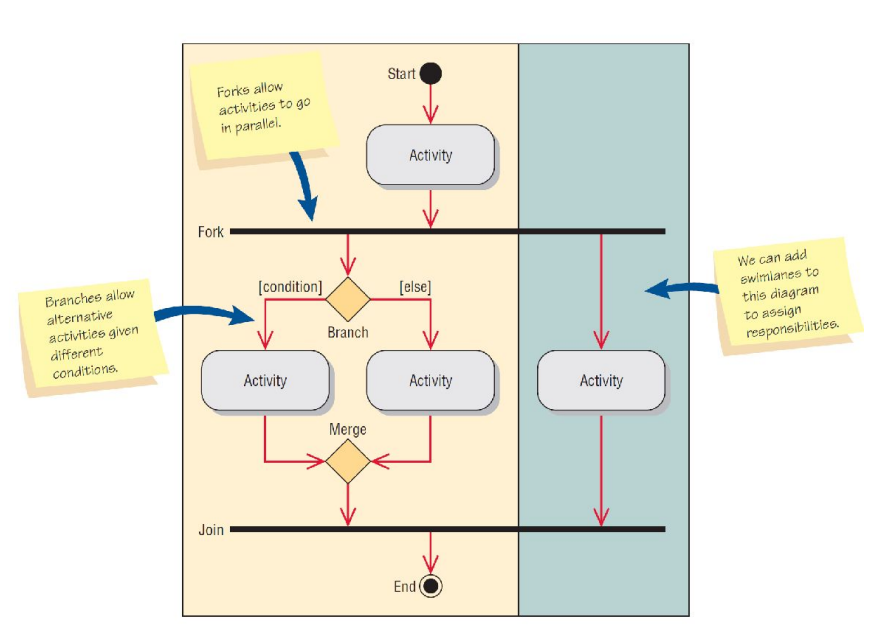 Forks allow
activities to go
in parallel.
Start
Activity
Fork
We can add
swimlanes to
this diagram
to assign
responsibilities.
Branches allow
alternative
activities given
different
conditions.
[condition]
[else]
Branch
Activity
Activity
Activity
Merge
Join
End